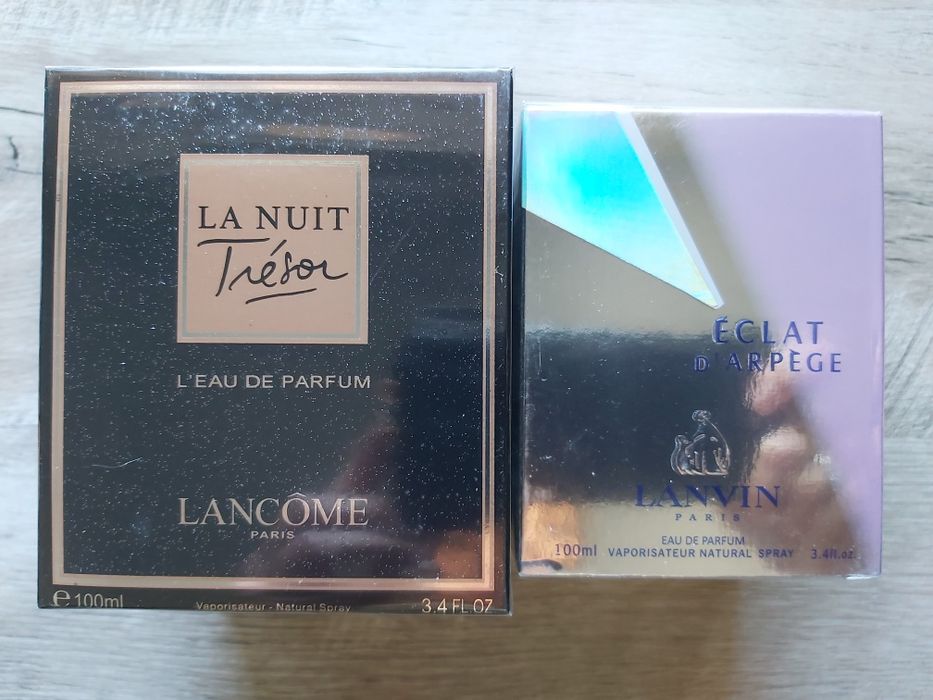 LA NUIT
Trésor
L'EAU DE PARFUM
LANCÔME
PARIS
e 100ml
Vaporisateur - Natural Spray
3.4 FL.OZ
ÉCLAT
D'ARPÈGE
LANVIN
PARIS
EAU DE PARFUM
100ml VAPORISATEUR NATURAL SPRAY 3.4fl.oz